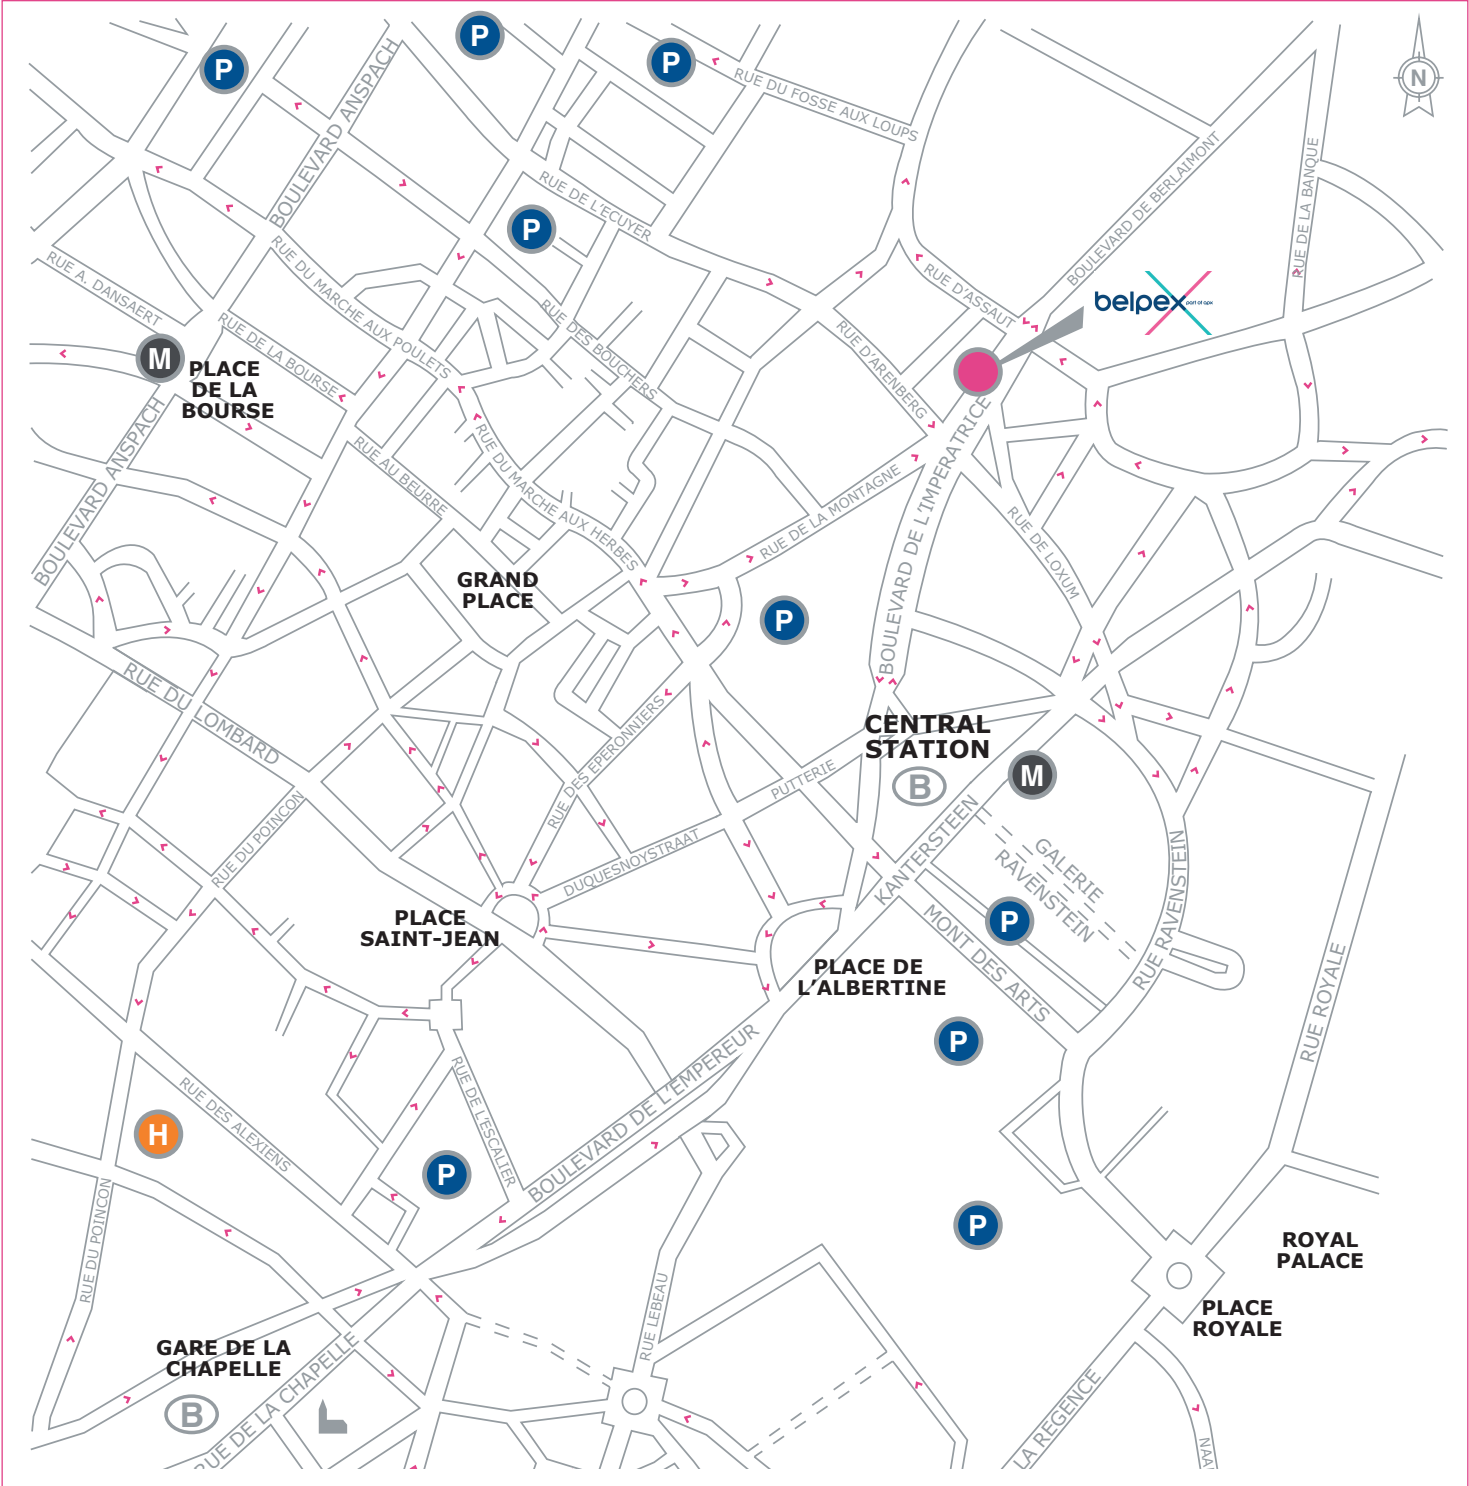 P
P
P
RUE DU FOSSE AUX LOUPS
N
BOULEVARD ANSPACH
BOULEVARD DE BERLAIMONT
RUE DE LA BANQUE
RUE DE L'ECUYER
P
RUE A. DANSAERT
RUE DU MARCHE AUX POULETS
RUE D'ASSAUT
belpex
part of apx
RUE DES BOUCHERS
RUE D'ARENBERG
RUE DE LA BOURSE
M
PLACE
DE LA
BOURSE
BOULEVARD ANSPACH
RUE AU BEURRE
RUE DU MARCHE AUX HERBES
RUE DE LA MONTAGNE
BOULEVARD DE L'IMPERATRICE
RUE DE LOXUM
GRAND
PLACE
P
RUE DU LOMBARD
RUE DES EPERONNIERS
PUTTERIE
CENTRAL
STATION
B
M
RUE DU POINCON
DUQUESNOYSTRAAT
KANTERSTEEN
GALERIE
RAVENSTEIN
RUE RAVENSTEIN
PLACE
SAINT-JEAN
P
MONT DES ARTS
PLACE DE
L'ALBERTINE
RUE ROYALE
P
RUE DES ALEXIENS
RUE DE L'ESCALIER
BOULEVARD DE L'EMPEREUR
H
P
RUE DU POINCON
P
ROYAL
PALACE
PLACE
ROYALE
RUE LEBEAU
GARE DE LA
CHAPELLE
B
RUE DE LA CHAPELLE
LA REGENCE
NAA